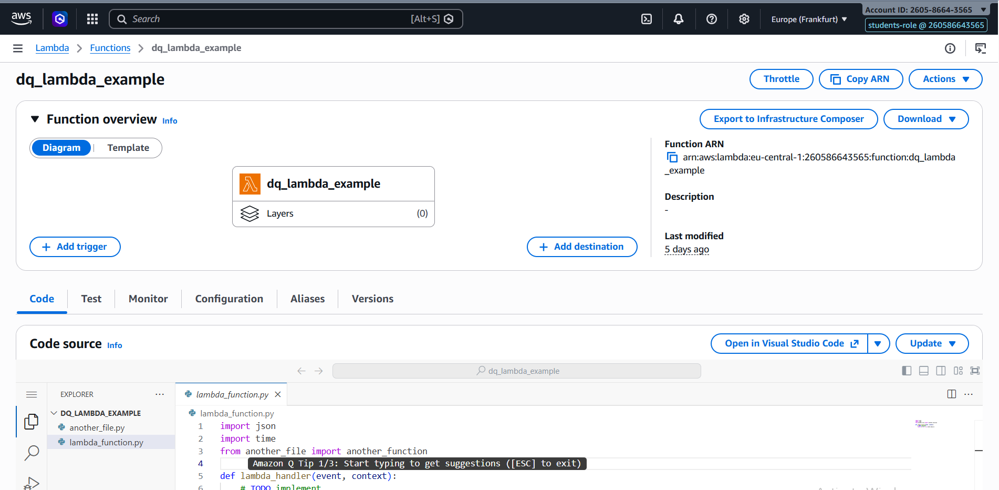 aws
Search
[Alt+S]
Europe (Frankfurt)
Account ID: 2605-8664-3565
students-role @ 260586643565
Lambda
Functions
dq_lambda_example
dq_lambda_example
Throttle
Copy ARN
Actions
Function overview
Info
Export to Infrastructure Composer
Download
Diagram
Template
dq_lambda_example
Layers
(0)
Add trigger
Add destination
Function ARN
arn:aws:lambda:eu-central-1:260586643565:function:dq_lambda
_example
Description
-
Last modified
5 days ago
Code
Test
Monitor
Configuration
Aliases
Versions
Code source
Info
Open in Visual Studio Code
Update
dq_lambda_example
EXPLORER
DQ_LAMBDA_EXAMPLE
another_file.py
lambda_function.py
lambda_function.py
lambda_function.py
1 import json
2 import time
3 from another_file import another_function
4 Amazon Q Tip 1/3: Start typing to get suggestions ([ESC] to exit)
5 def lambda_handler(event, context):
6 # TODO implement